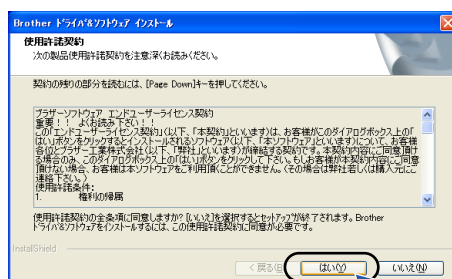 Brother ドライバ&ソフトウェア インストール
使用許諾契約
次の製品使用許諾契約を注意深くお読みください。
契約の残りの部分を読むには、[Page Down]キーを押してください。
ブラザーソフトウェア エンドユーザーライセンス契約
重要！！ よくお読み下さい！！
この「エンドユーザーライセンス契約」（以下、「本契約」といいます）は、お客様がこのダイアログボックス上の「
はい」ボタンをクリックするとインストールされるソフトウェア（以下、「本ソフトウェア」といいます）について、お客様
各位とブラザー工業株式会社（以下、「弊社」といいます）が締結する契約です。本契約内容にご同意頂け
る場合のみ、このダイアログボックス上の「はい」ボタンをクリックして下さい。もしお客様が本契約内容にご同意
頂けない場合、お客様は本ソフトウェアをご利用頂くことができません。（その場合は弊社若しくは購入元にご
連絡下さい。）
使用許諾条件：
1. 権利の帰属
使用許諾契約の全条項に同意しますか? [いいえ]を選択するとセットアップが終了されます。Brother
ドライバ&ソフトウェアをインストールするには、この使用許諾契約に同意が必要です。
InstallShield
< 戻る(B) はい(Y) いいえ(N)